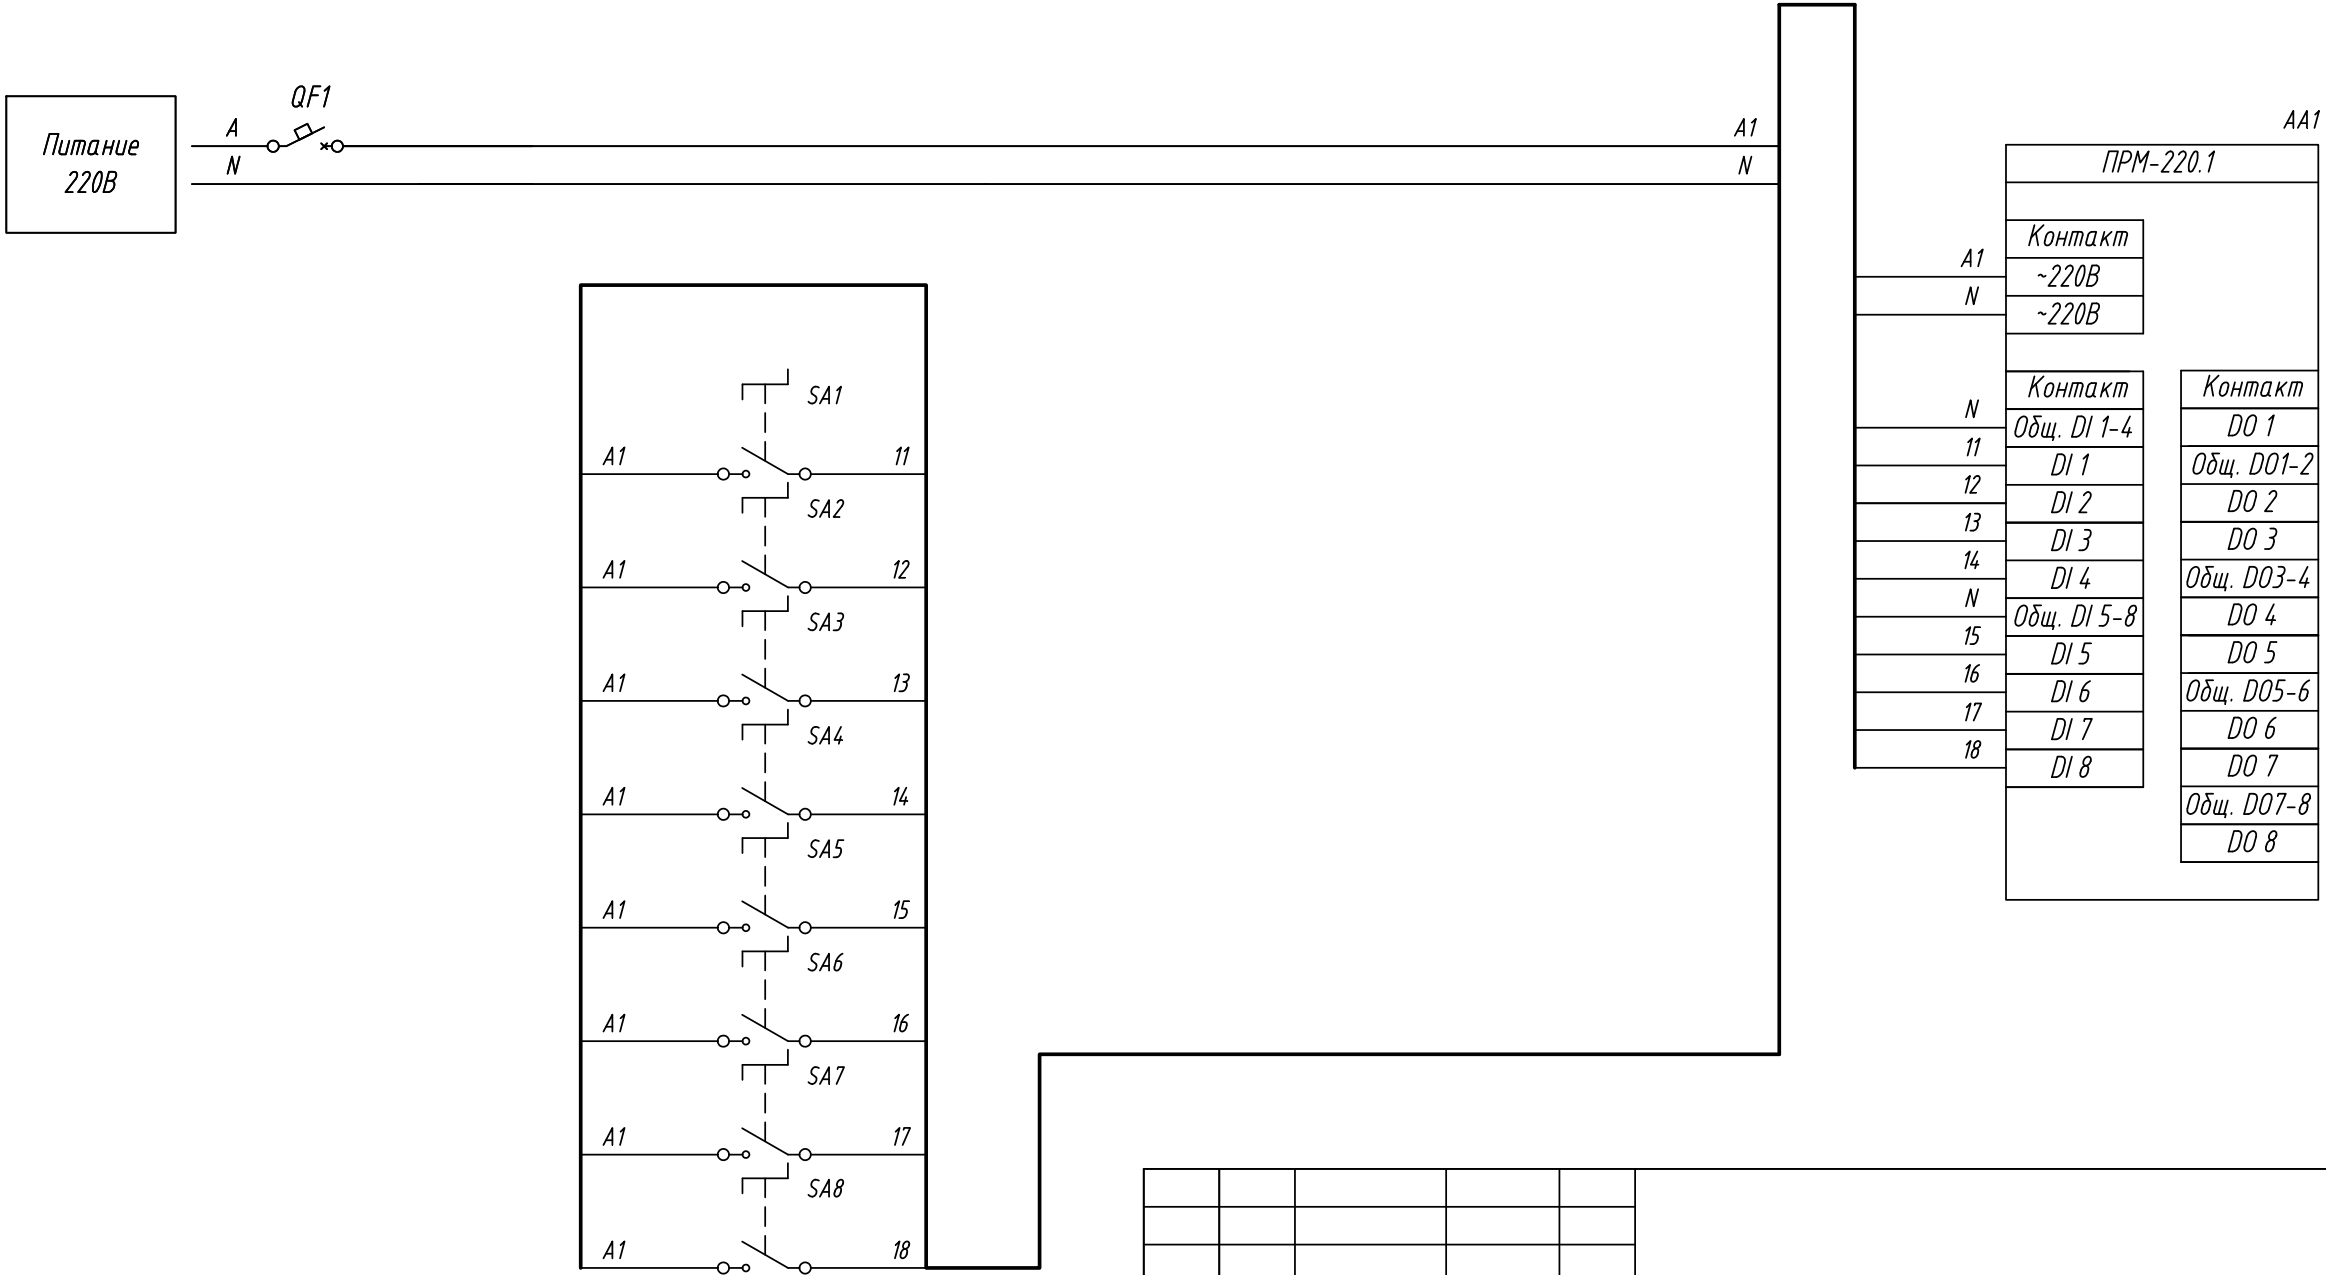 QF1
Питание
220В
A
N
A1
N
AA1
ПРМ-220.1
Контакт
A1
~220В
N
~220В
Контакт
N
Общ. DI 1-4
11
DI 1
12
DI 2
13
DI 3
14
DI 4
N
Общ. DI 5-8
15
DI 5
16
DI 6
17
DI 7
18
DI 8
Контакт
DO 1
Общ. DO1-2
DO 2
DO 3
Общ. DO3-4
DO 4
DO 5
Общ. DO5-6
DO 6
DO 7
Общ. DO7-8
DO 8
SA1
A1 11
SA2
A1 12
SA3
A1 13
SA4
A1 14
SA5
A1 15
SA6
A1 16
SA7
A1 17
SA8
A1 18